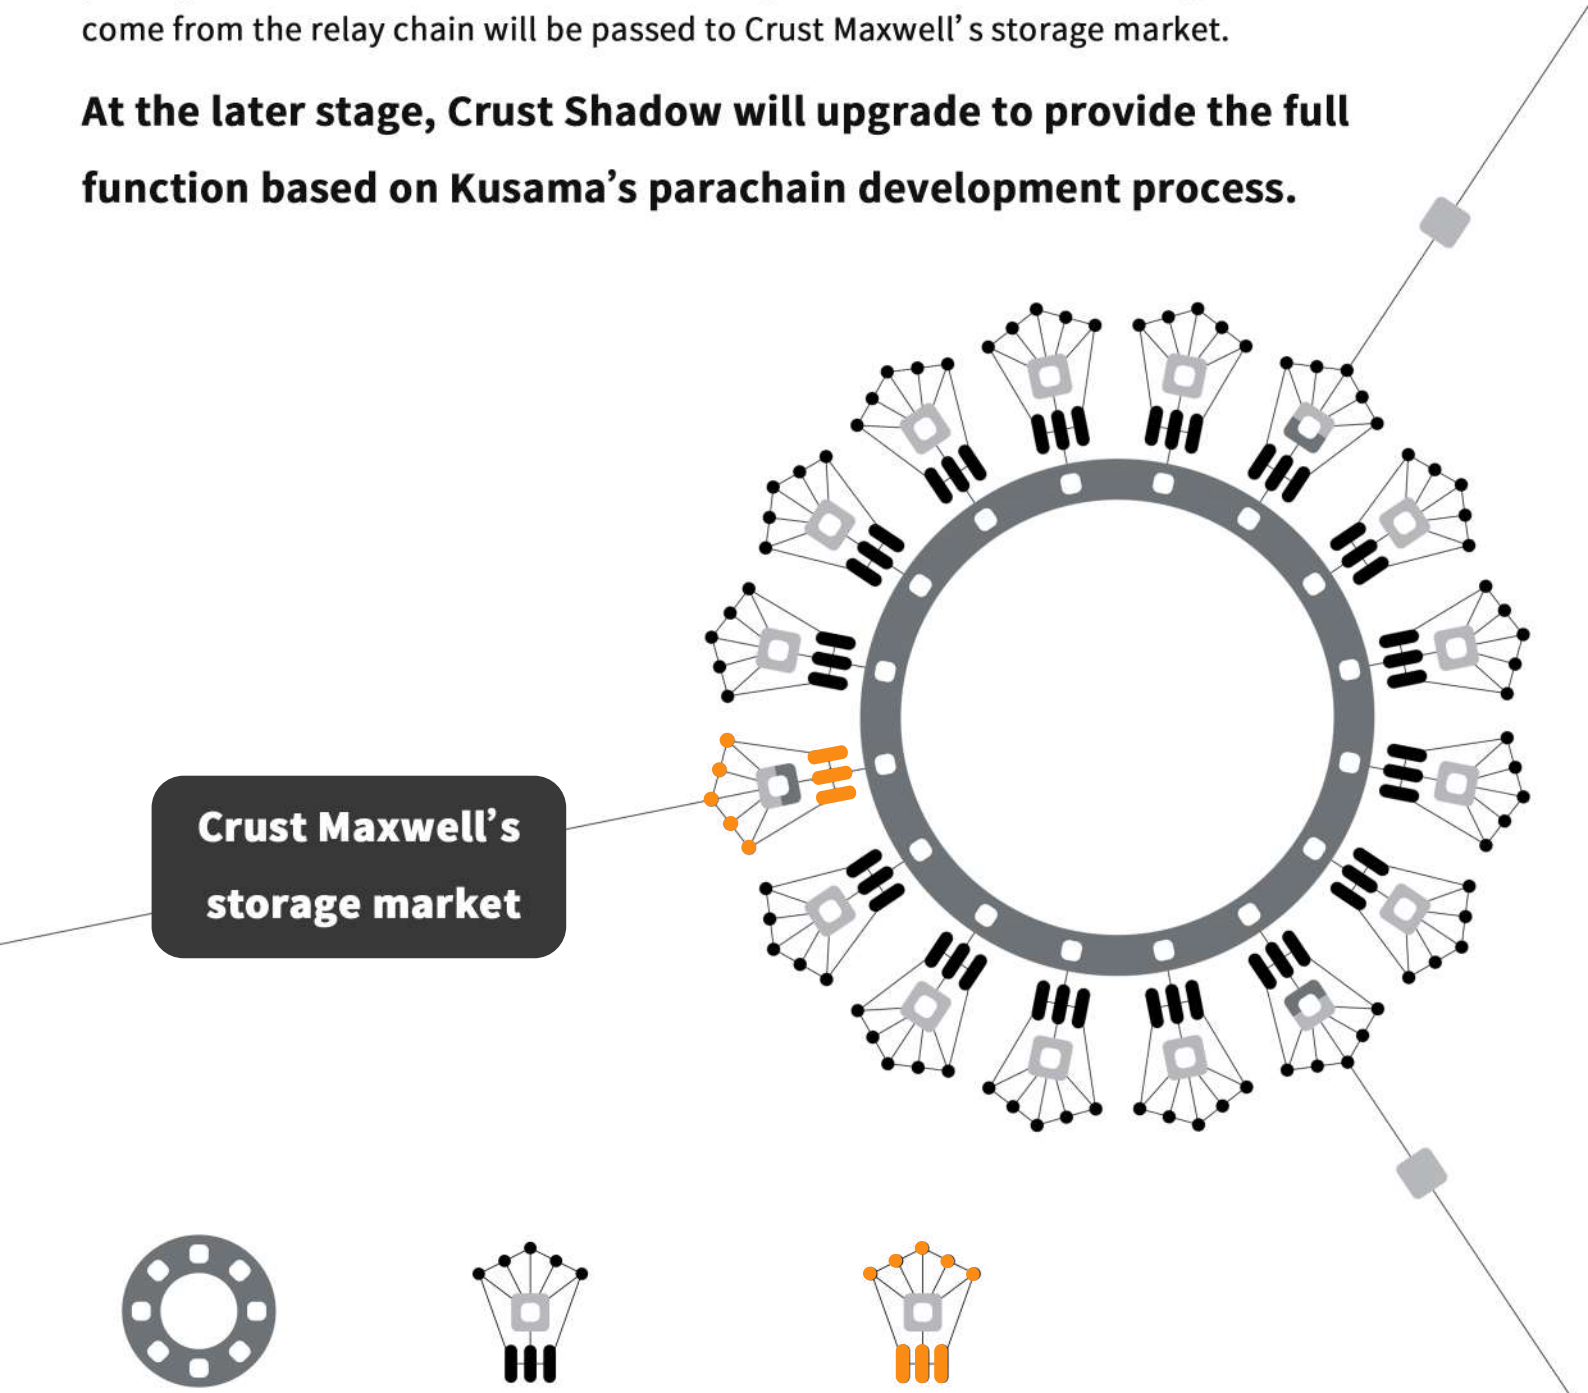 come from the relay chain will be passed to Crust Maxwell’s storage market.
At the later stage, Crust Shadow will upgrade to provide the full
function based on Kusama’s parachain development process.
Crust Maxwell’s
storage market